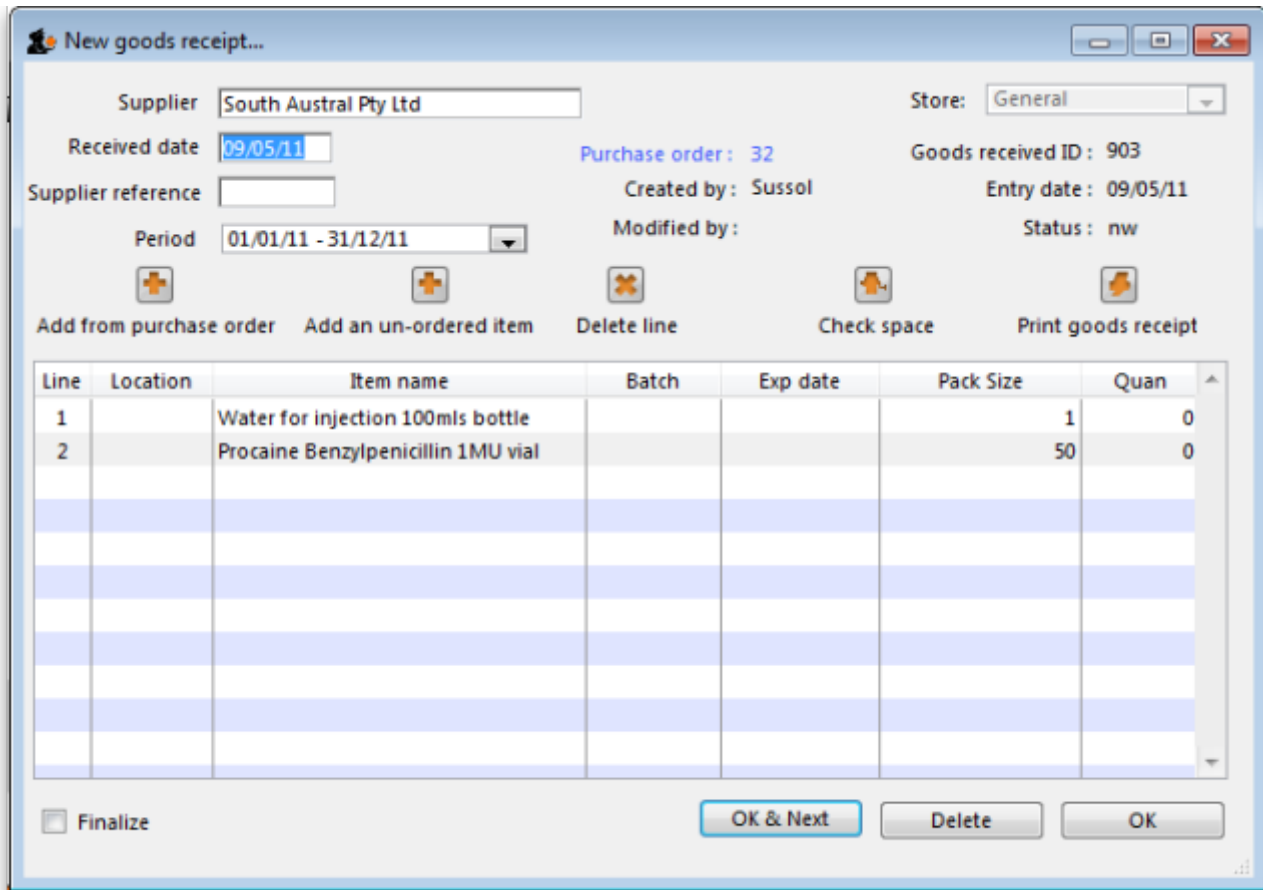 New goods receipt...
Supplier South Austral Pty Ltd Store: General
Received date 09/05/11 Purchase order : 32 Goods received ID : 903
Supplier reference Created by : Sussol Entry date : 09/05/11
Period 01/01/11 - 31/12/11 Modified by : Status : nw
Add from purchase order Add an un-ordered item Delete line Check space Print goods receipt
Line Location Item name Batch Exp date Pack Size Quan
1 Water for injection 100mls bottle 1 0
2 Procaine Benzylpenicillin 1MU vial 50 0
Finalize OK & Next Delete OK